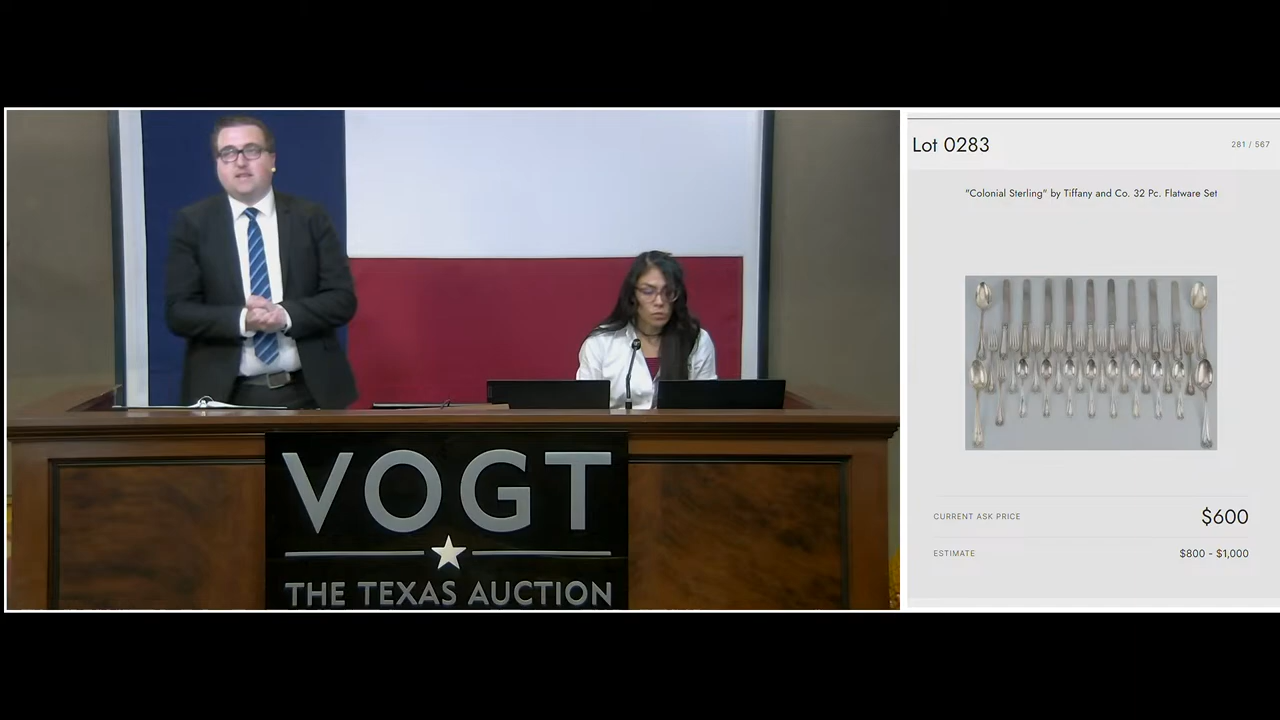 VOGT
THE TEXAS AUCTION
Lot 0283
281 / 567
"Colonial Sterling" by Tiffany and Co. 32 Pc. Flatware Set
CURRENT ASK PRICE
$600
ESTIMATE
$800 - $1,000